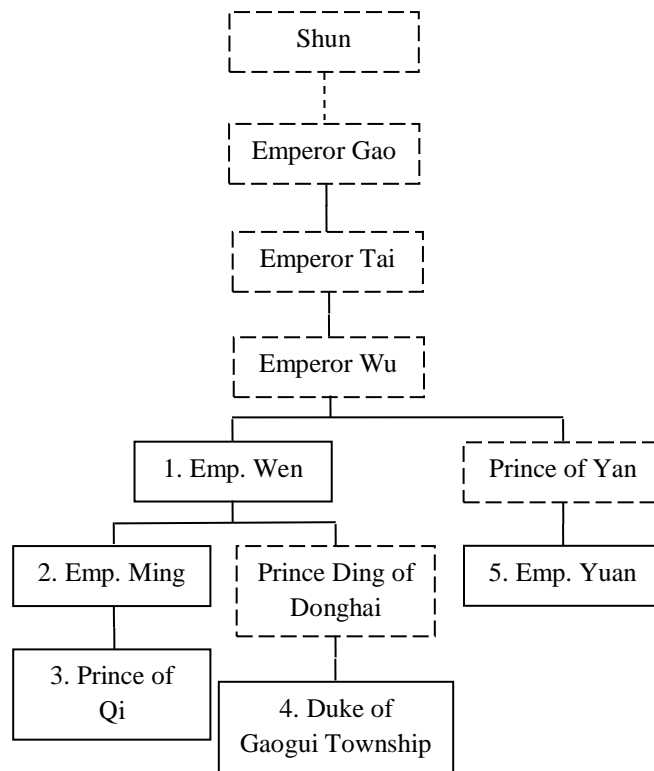 Shun
Emperor Gao
Emperor Tai
Emperor Wu
1. Emp. Wen
Prince of Yan
2. Emp. Ming
Prince Ding of
Donghai
5. Emp. Yuan
3. Prince of
Qi
4. Duke of
Gaogui Township